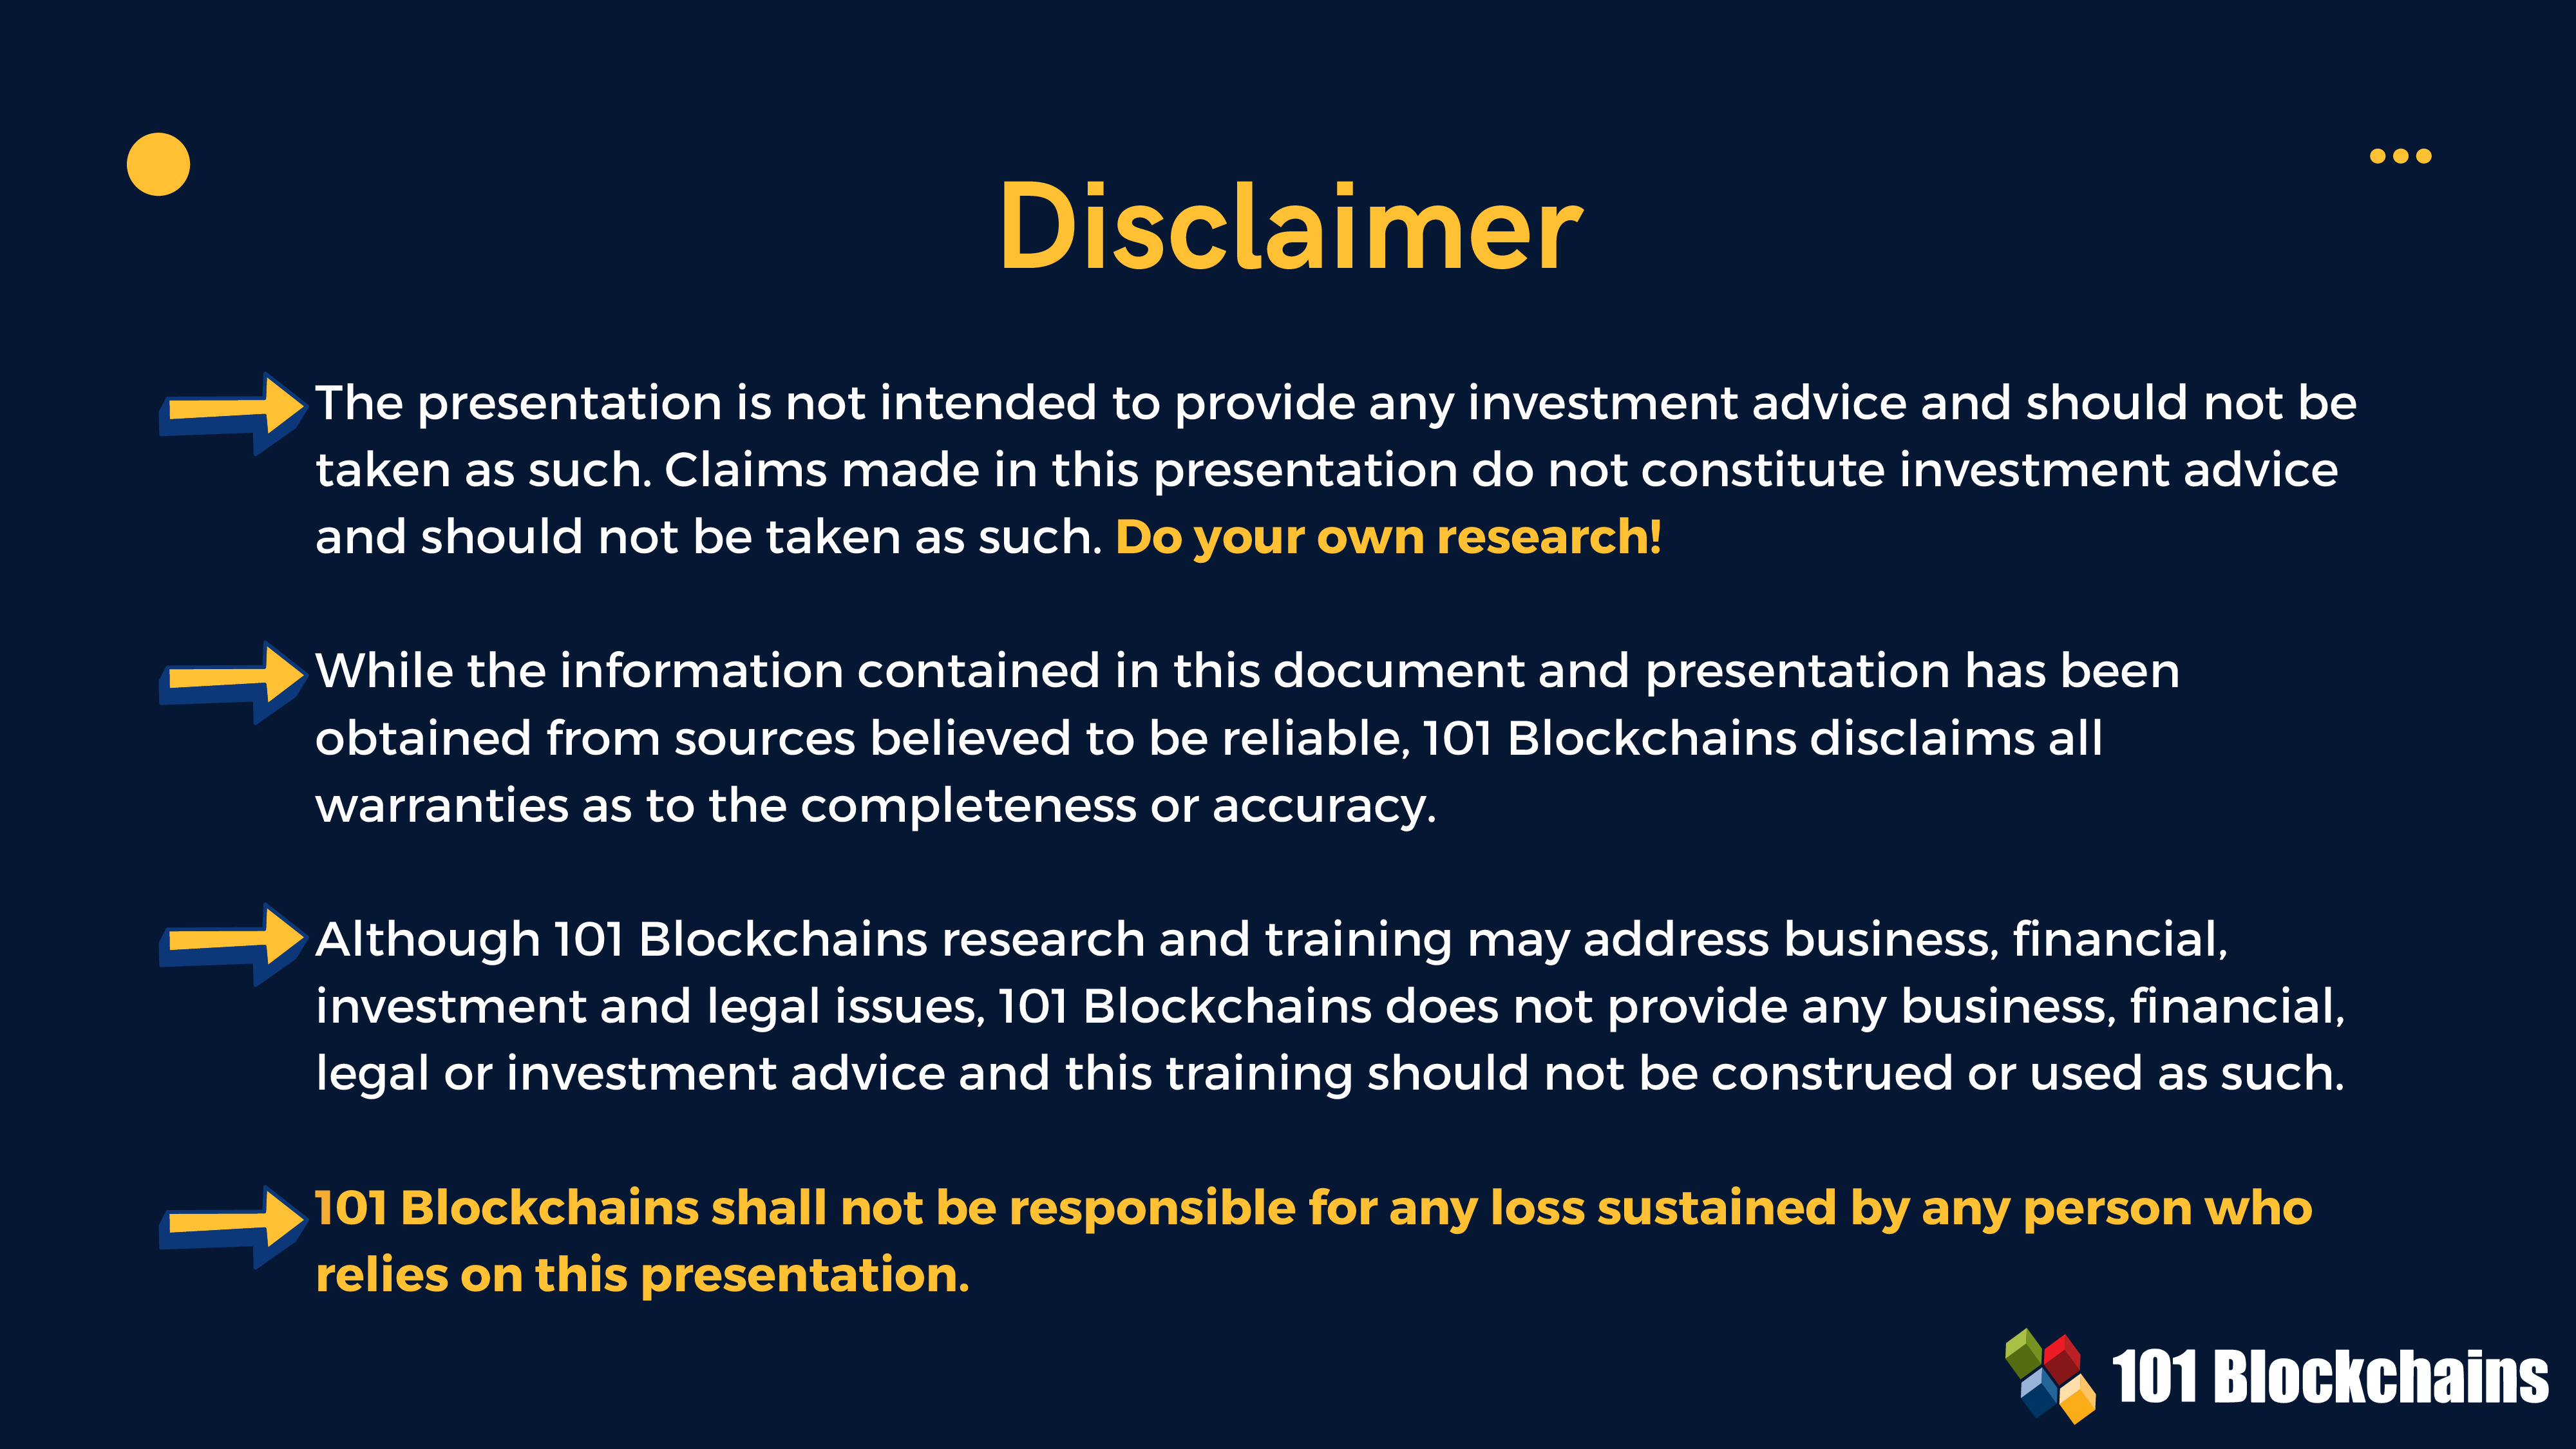 Disclaimer
The presentation is not intended to provide any investment advice and should not be
taken as such. Claims made in this presentation do not constitute investment advice
and should not be taken as such. Do your own research!
While the information contained in this document and presentation has been
obtained from sources believed to be reliable, 101 Blockchains disclaims all
warranties as to the completeness or accuracy.
Although 101 Blockchains research and training may address business, financial,
investment and legal issues, 101 Blockchains does not provide any business, financial,
legal or investment advice and this training should not be construed or used as such.
101 Blockchains shall not be responsible for any loss sustained by any person who
relies on this presentation.
101 Blockchains